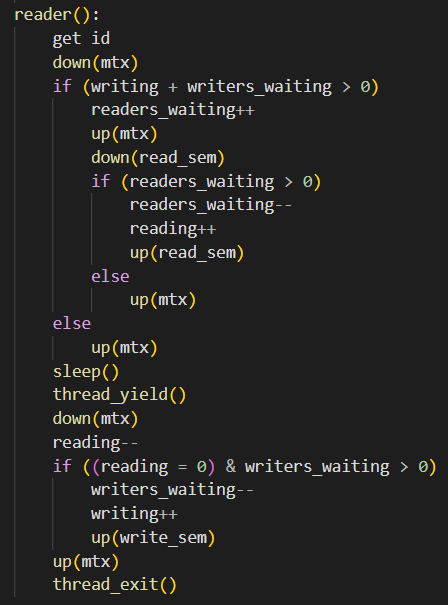 reader():
get id
down(mtx)
if (writing + writers_waiting > 0)
readers_waiting++
up(mtx)
down(read_sem)
if (readers_waiting > 0)
readers_waiting--
reading++
up(read_sem)
else
up(mtx)
else
up(mtx)
sleep()
thread_yield()
down(mtx)
reading--
if ((reading = 0) & writers_waiting > 0)
writers_waiting--
writing++
up(write_sem)
up(mtx)
thread_exit()